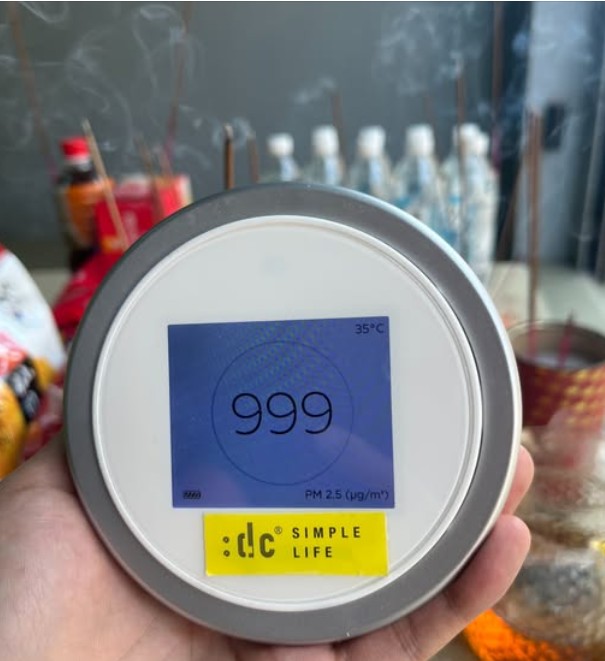 35°C
999
PM 2.5 (µg/m³)
:dc® SIMPLE
LIFE